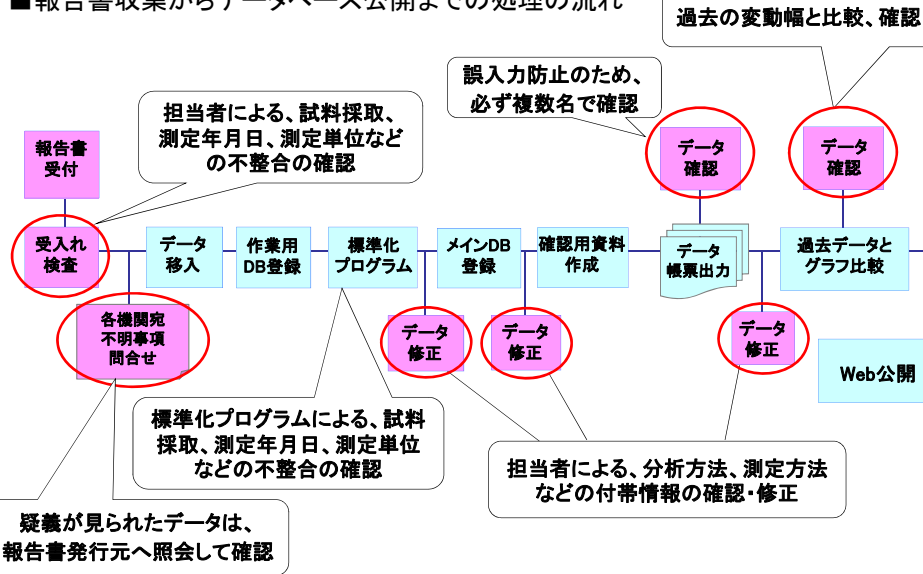 ■報告書収集からデータベース公開までの処理の流れ
過去の変動幅と比較、確認
誤入力防止のため、
必ず複数名で確認
担当者による、試料採取、
測定年月日、測定単位など
の不整合の確認
報告書
受付
データ
確認
データ
確認
受入れ
検査
データ
移入
作業用
DB登録
標準化
プログラム
メインDB
登録
確認用資料
作成
データ
帳票出力
過去データと
グラフ比較
各機関宛
不明事項
問合せ
データ
修正
データ
修正
データ
修正
Web公開
標準化プログラムによる、試料
採取、測定年月日、測定単位
などの不整合の確認
担当者による、分析方法、測定方法
などの付帯情報の確認・修正
疑義が見られたデータは、
報告書発行元へ照会して確認